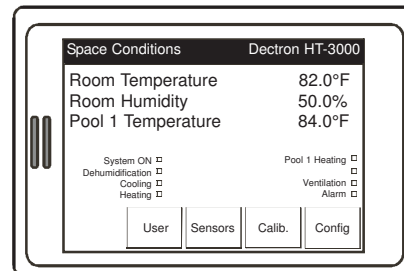 Space Conditions Dectron HT-3000
Room Temperature 82.0°F
Room Humidity 50.0%
Pool 1 Temperature 84.0°F
System ON Pool 1 Heating
Dehumidification
Cooling Ventilation
Heating Alarm
User Sensors Calib. Config